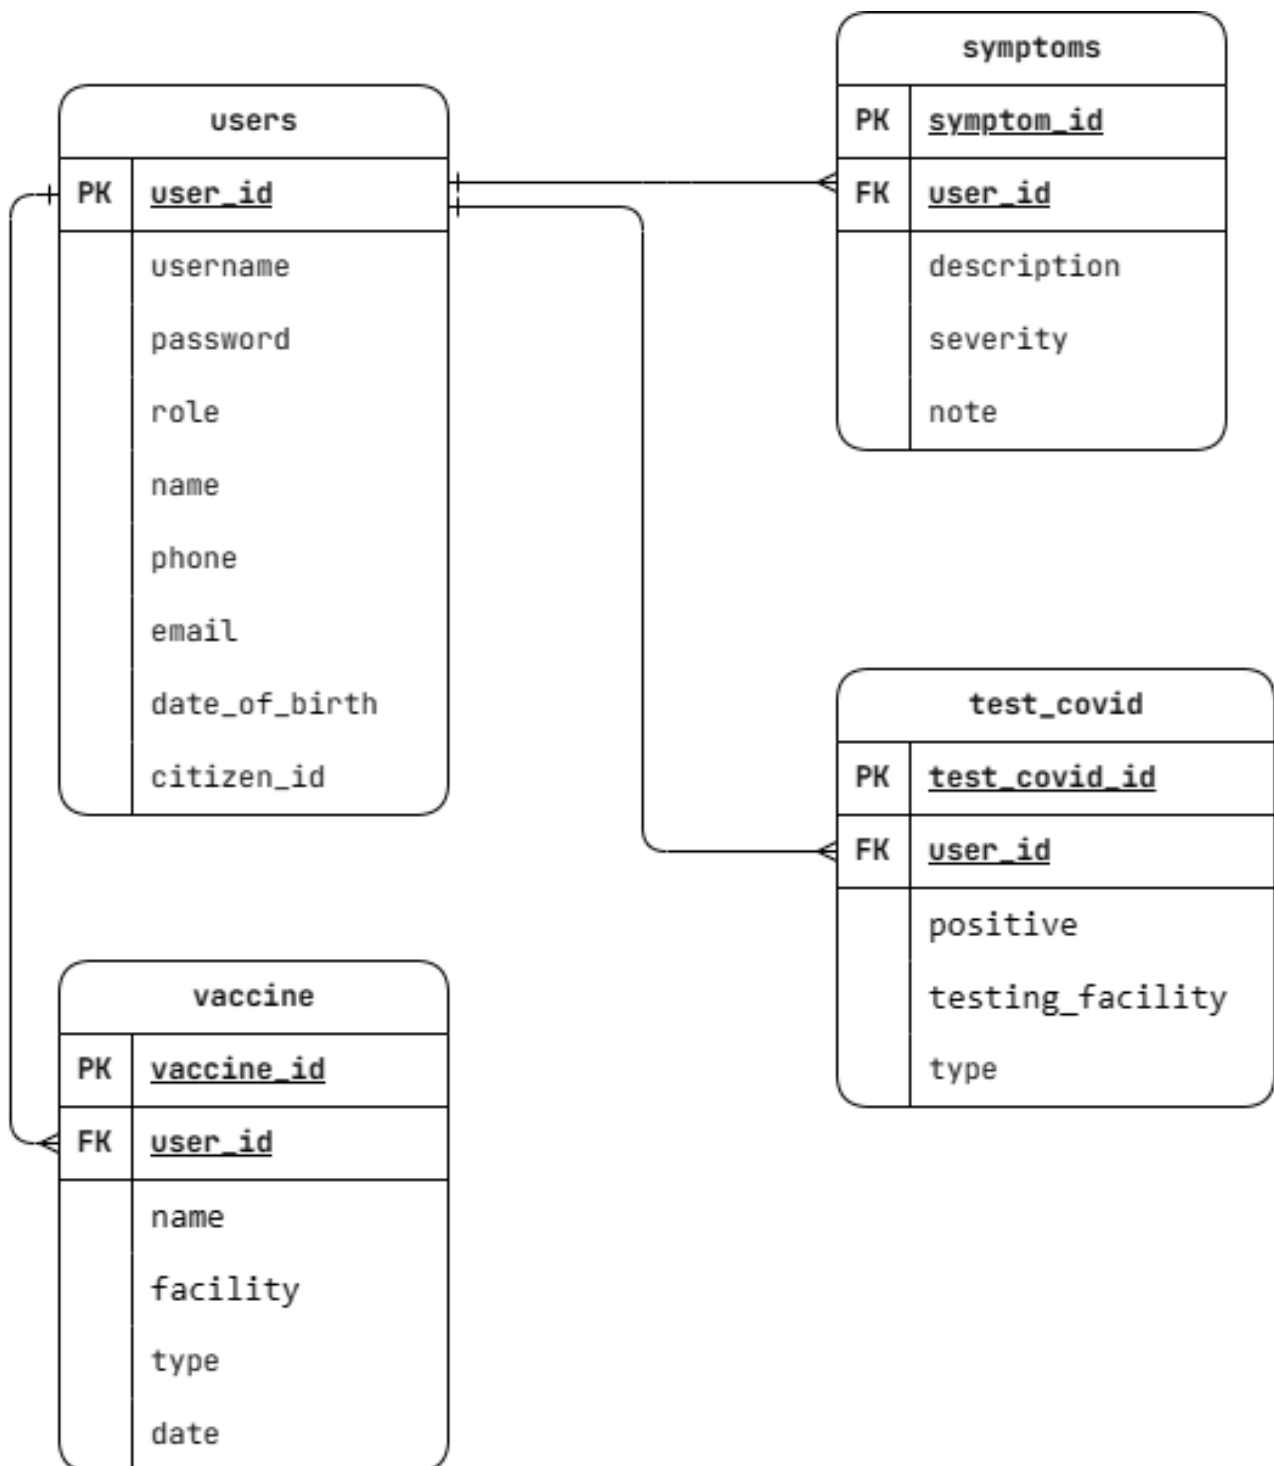 users
PK user_id
username
password
role
name
phone
email
date_of_birth
citizen_id
symptoms
PK symptom_id
FK user_id
description
severity
note
test_covid
PK test_covid_id
FK user_id
positive
testing_facility
type
vaccine
PK vaccine_id
FK user_id
name
facility
type
date